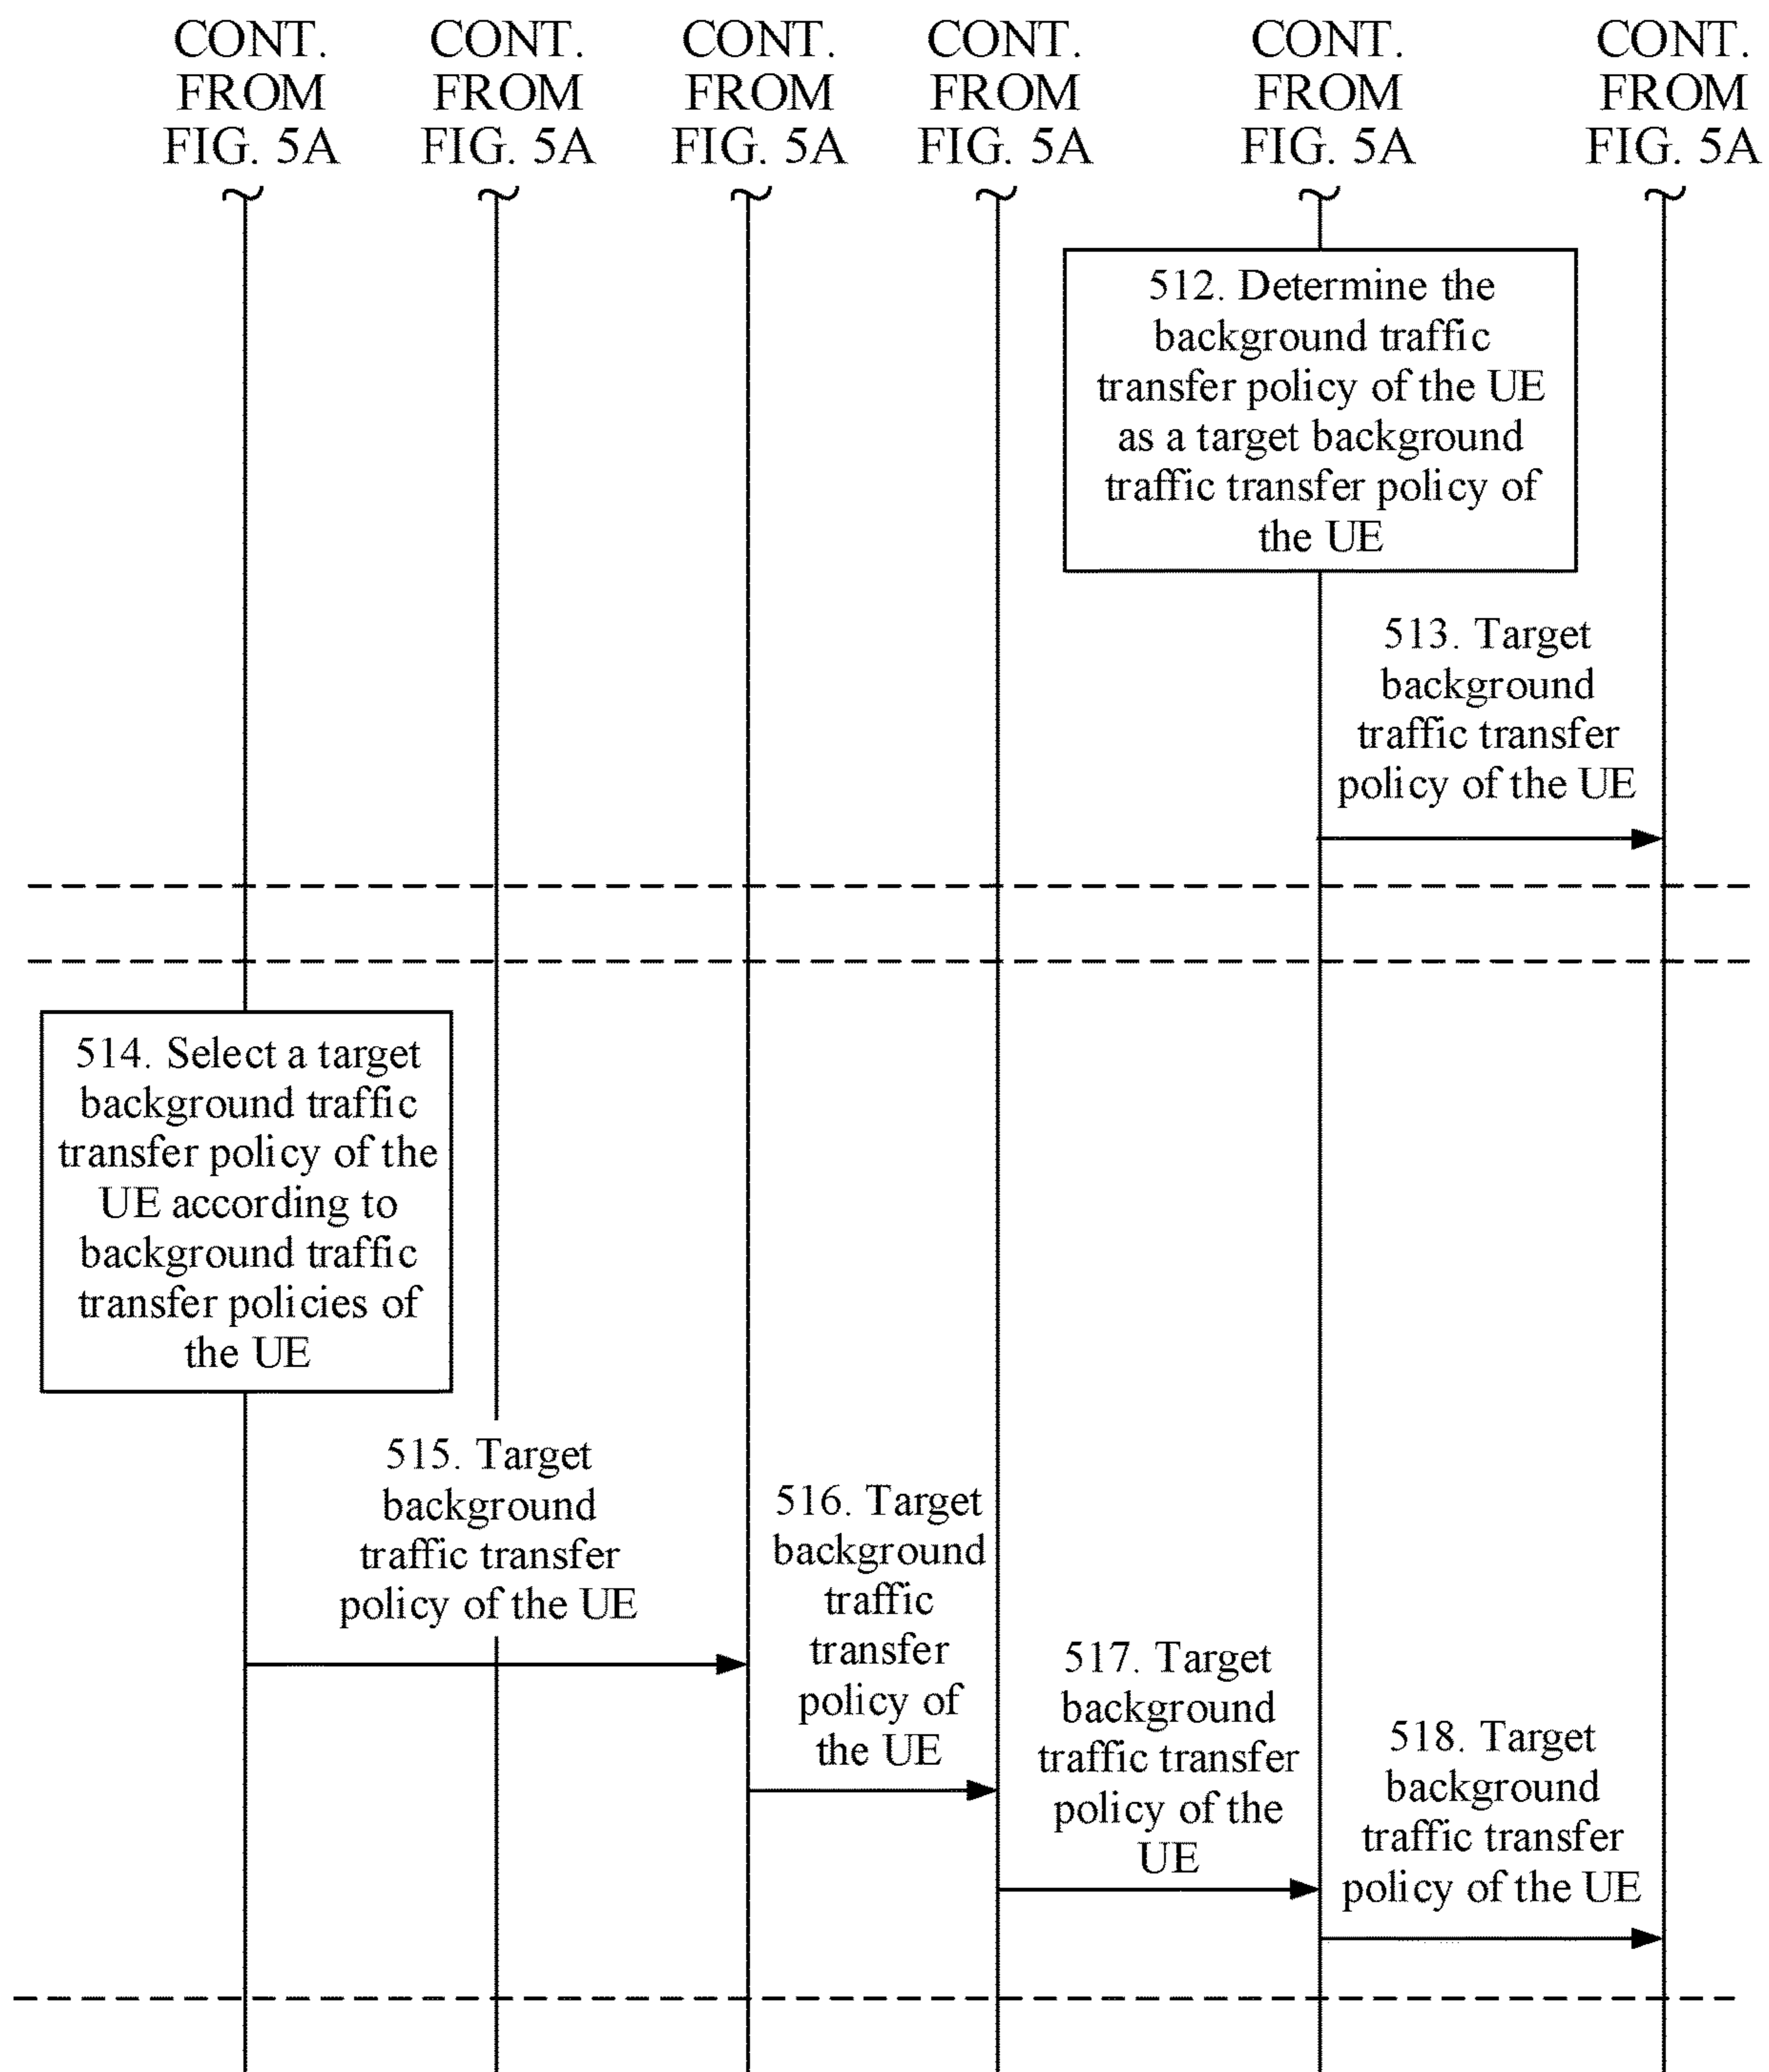 CONT.
FROM
FIG. 5A
CONT.
FROM
FIG. 5A
CONT.
FROM
FIG. 5A
CONT.
FROM
FIG. 5A
CONT.
FROM
FIG. 5A
CONT.
FROM
FIG. 5A
512. Determine the
background traffic
transfer policy of the UE
as a target background
traffic transfer policy of
the UE
513. Target
background
traffic transfer
policy of the UE
514. Select a target
background traffic
transfer policy of the
UE according to
background traffic
transfer policies of
the UE
515. Target
background
traffic transfer
policy of the UE
516. Target
background
traffic
transfer
policy of
the UE
517. Target
background
traffic transfer
policy of the
UE
518. Target
background
traffic transfer
policy of the UE